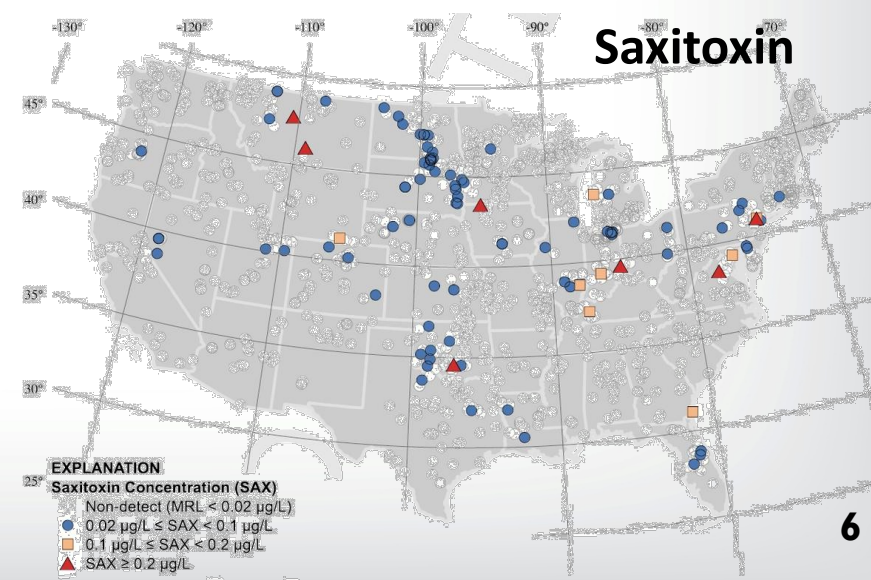 -130° -120° -110° -100° -90° -80° -70°
Saxitoxin
45°
40°
35°
30°
25°
EXPLANATION
Saxitoxin Concentration (SAX)
Non-detect (MRL < 0.02 µg/L)
0.02 µg/L ≤ SAX < 0.1 µg/L
0.1 µg/L ≤ SAX < 0.2 µg/L
SAX ≥ 0.2 µg/L
6